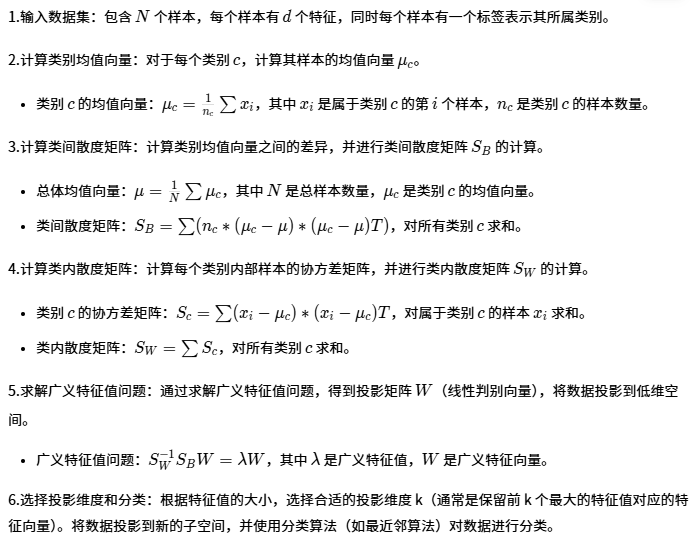 1.输入数据集：包含 N 个样本，每个样本有 d 个特征，同时每个样本有一个标签表示其所属类别。
2.计算类别均值向量：对于每个类别 c，计算其样本的均值向量 μ_c。
• 类别 c 的均值向量：μ_c = \frac{1}{n_c} ∑ x_i，其中 x_i 是属于类别 c 的第 i 个样本，n_c 是类别 c 的样本数量。
3.计算类间散度矩阵：计算类别均值向量之间的差异，并进行类间散度矩阵 S_B 的计算。
• 总体均值向量：μ = \frac{1}{N} ∑ μ_c，其中 N 是总样本数量，μ_c 是类别 c 的均值向量。
• 类间散度矩阵：S_B = ∑(n_c * (μ_c − μ) * (μ_c − μ)T)，对所有类别 c 求和。
4.计算类内散度矩阵：计算每个类别内部样本的协方差矩阵，并进行类内散度矩阵 S_W 的计算。
• 类别 c 的协方差矩阵：S_c = ∑(x_i − μ_c) * (x_i − μ_c)T，对属于类别 c 的样本 x_i 求和。
• 类内散度矩阵：S_W = ∑ S_c，对所有类别 c 求和。
5.求解广义特征值问题：通过求解广义特征值问题，得到投影矩阵 W（线性判别向量），将数据投影到低维空
间。
• 广义特征值问题：S_W^{−1} S_B W = λW，其中 λ 是广义特征值，W 是广义特征向量。
6.选择投影维度和分类：根据特征值的大小，选择合适的投影维度 k（通常是保留前 k 个最大的特征值对应的特
征向量）。将数据投影到新的子空间，并使用分类算法（如最近邻算法）对数据进行分类。